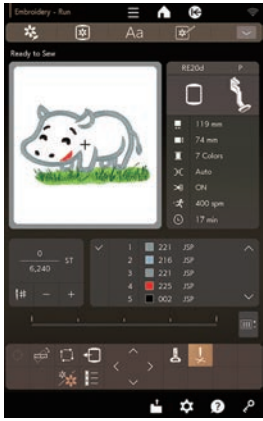 Embroidery - Run
Aa
Ready to Sew
RE20d P
119 mm
74 mm
7 Colors
Auto
ON
400 spm
17 min
0
6,240
ST
1 221 JSP
2 216 JSP
3 221 JSP
4 225 JSP
5 002 JSP
# - +